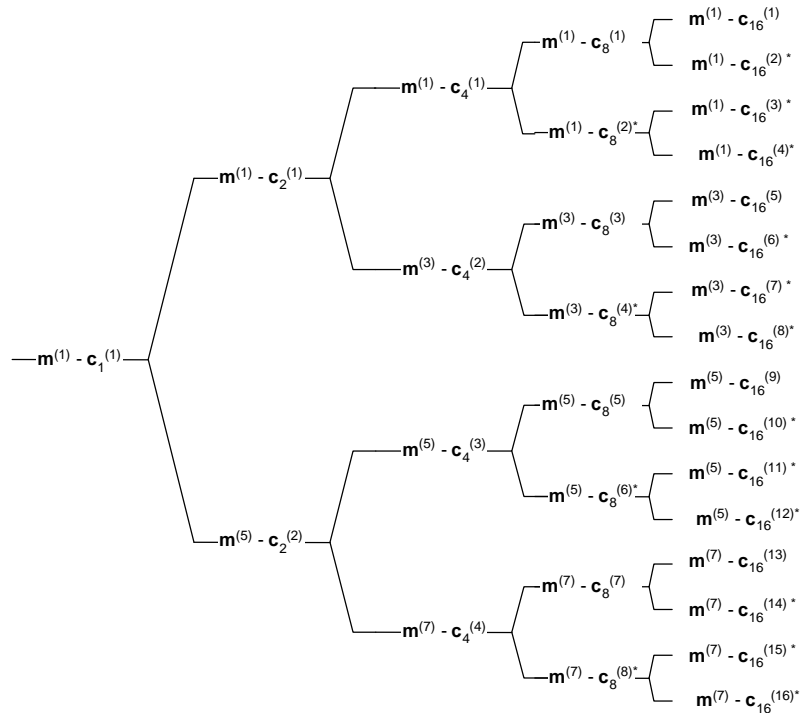 m(1) - c16(1)
m(1) - c8(1)
m(1) - c16(2) *
m(1) - c4(1)
m(1) - c16(3) *
m(1) - c8(2)*
m(1) - c16(4)*
m(1) - c2(1)
m(3) - c16(5)
m(3) - c8(3)
m(3) - c16(6) *
m(3) - c4(2)
m(3) - c16(7) *
m(3) - c8(4)*
m(3) - c16(8)*
m(1) - c1(1)
m(5) - c16(9)
m(5) - c8(5)
m(5) - c16(10) *
m(5) - c4(3)
m(5) - c16(11) *
m(5) - c8(6)*
m(5) - c16(12)*
m(5) - c2(2)
m(7) - c16(13)
m(7) - c8(7)
m(7) - c16(14) *
m(7) - c4(4)
m(7) - c16(15) *
m(7) - c8(8)*
m(7) - c16(16)*